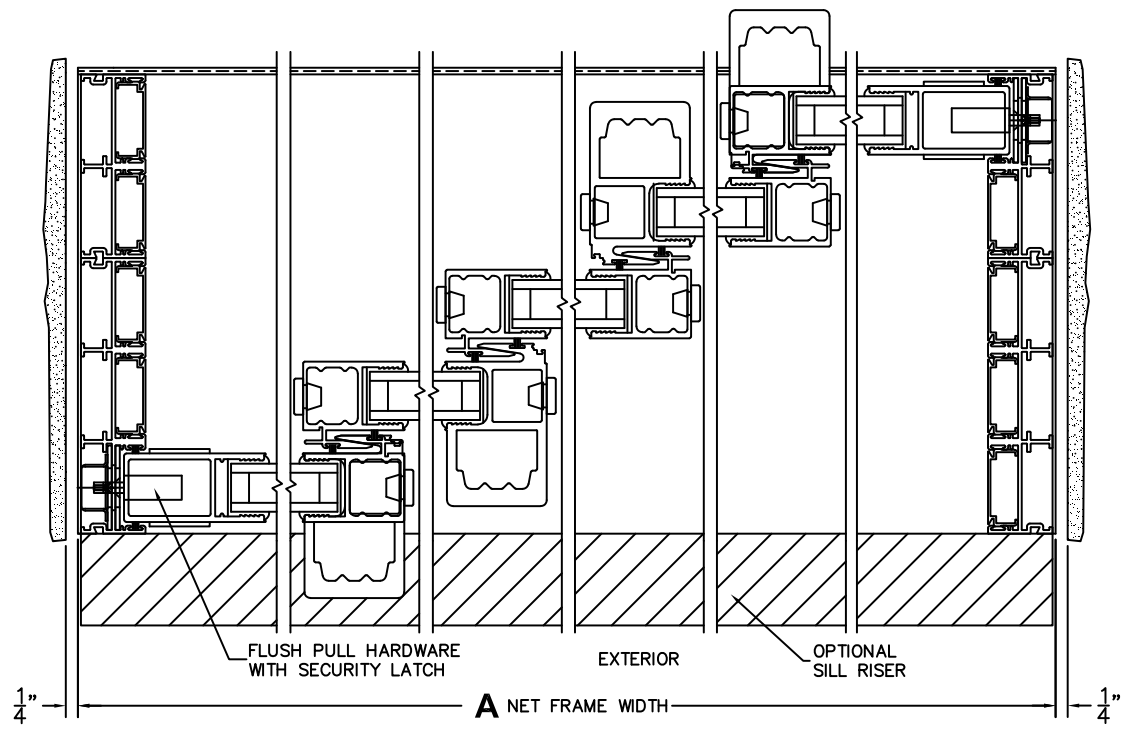 FLUSH PULL HARDWARE
WITH SECURITY LATCH
EXTERIOR
OPTIONAL
SILL RISER
1/4"
A NET FRAME WIDTH
1/4"